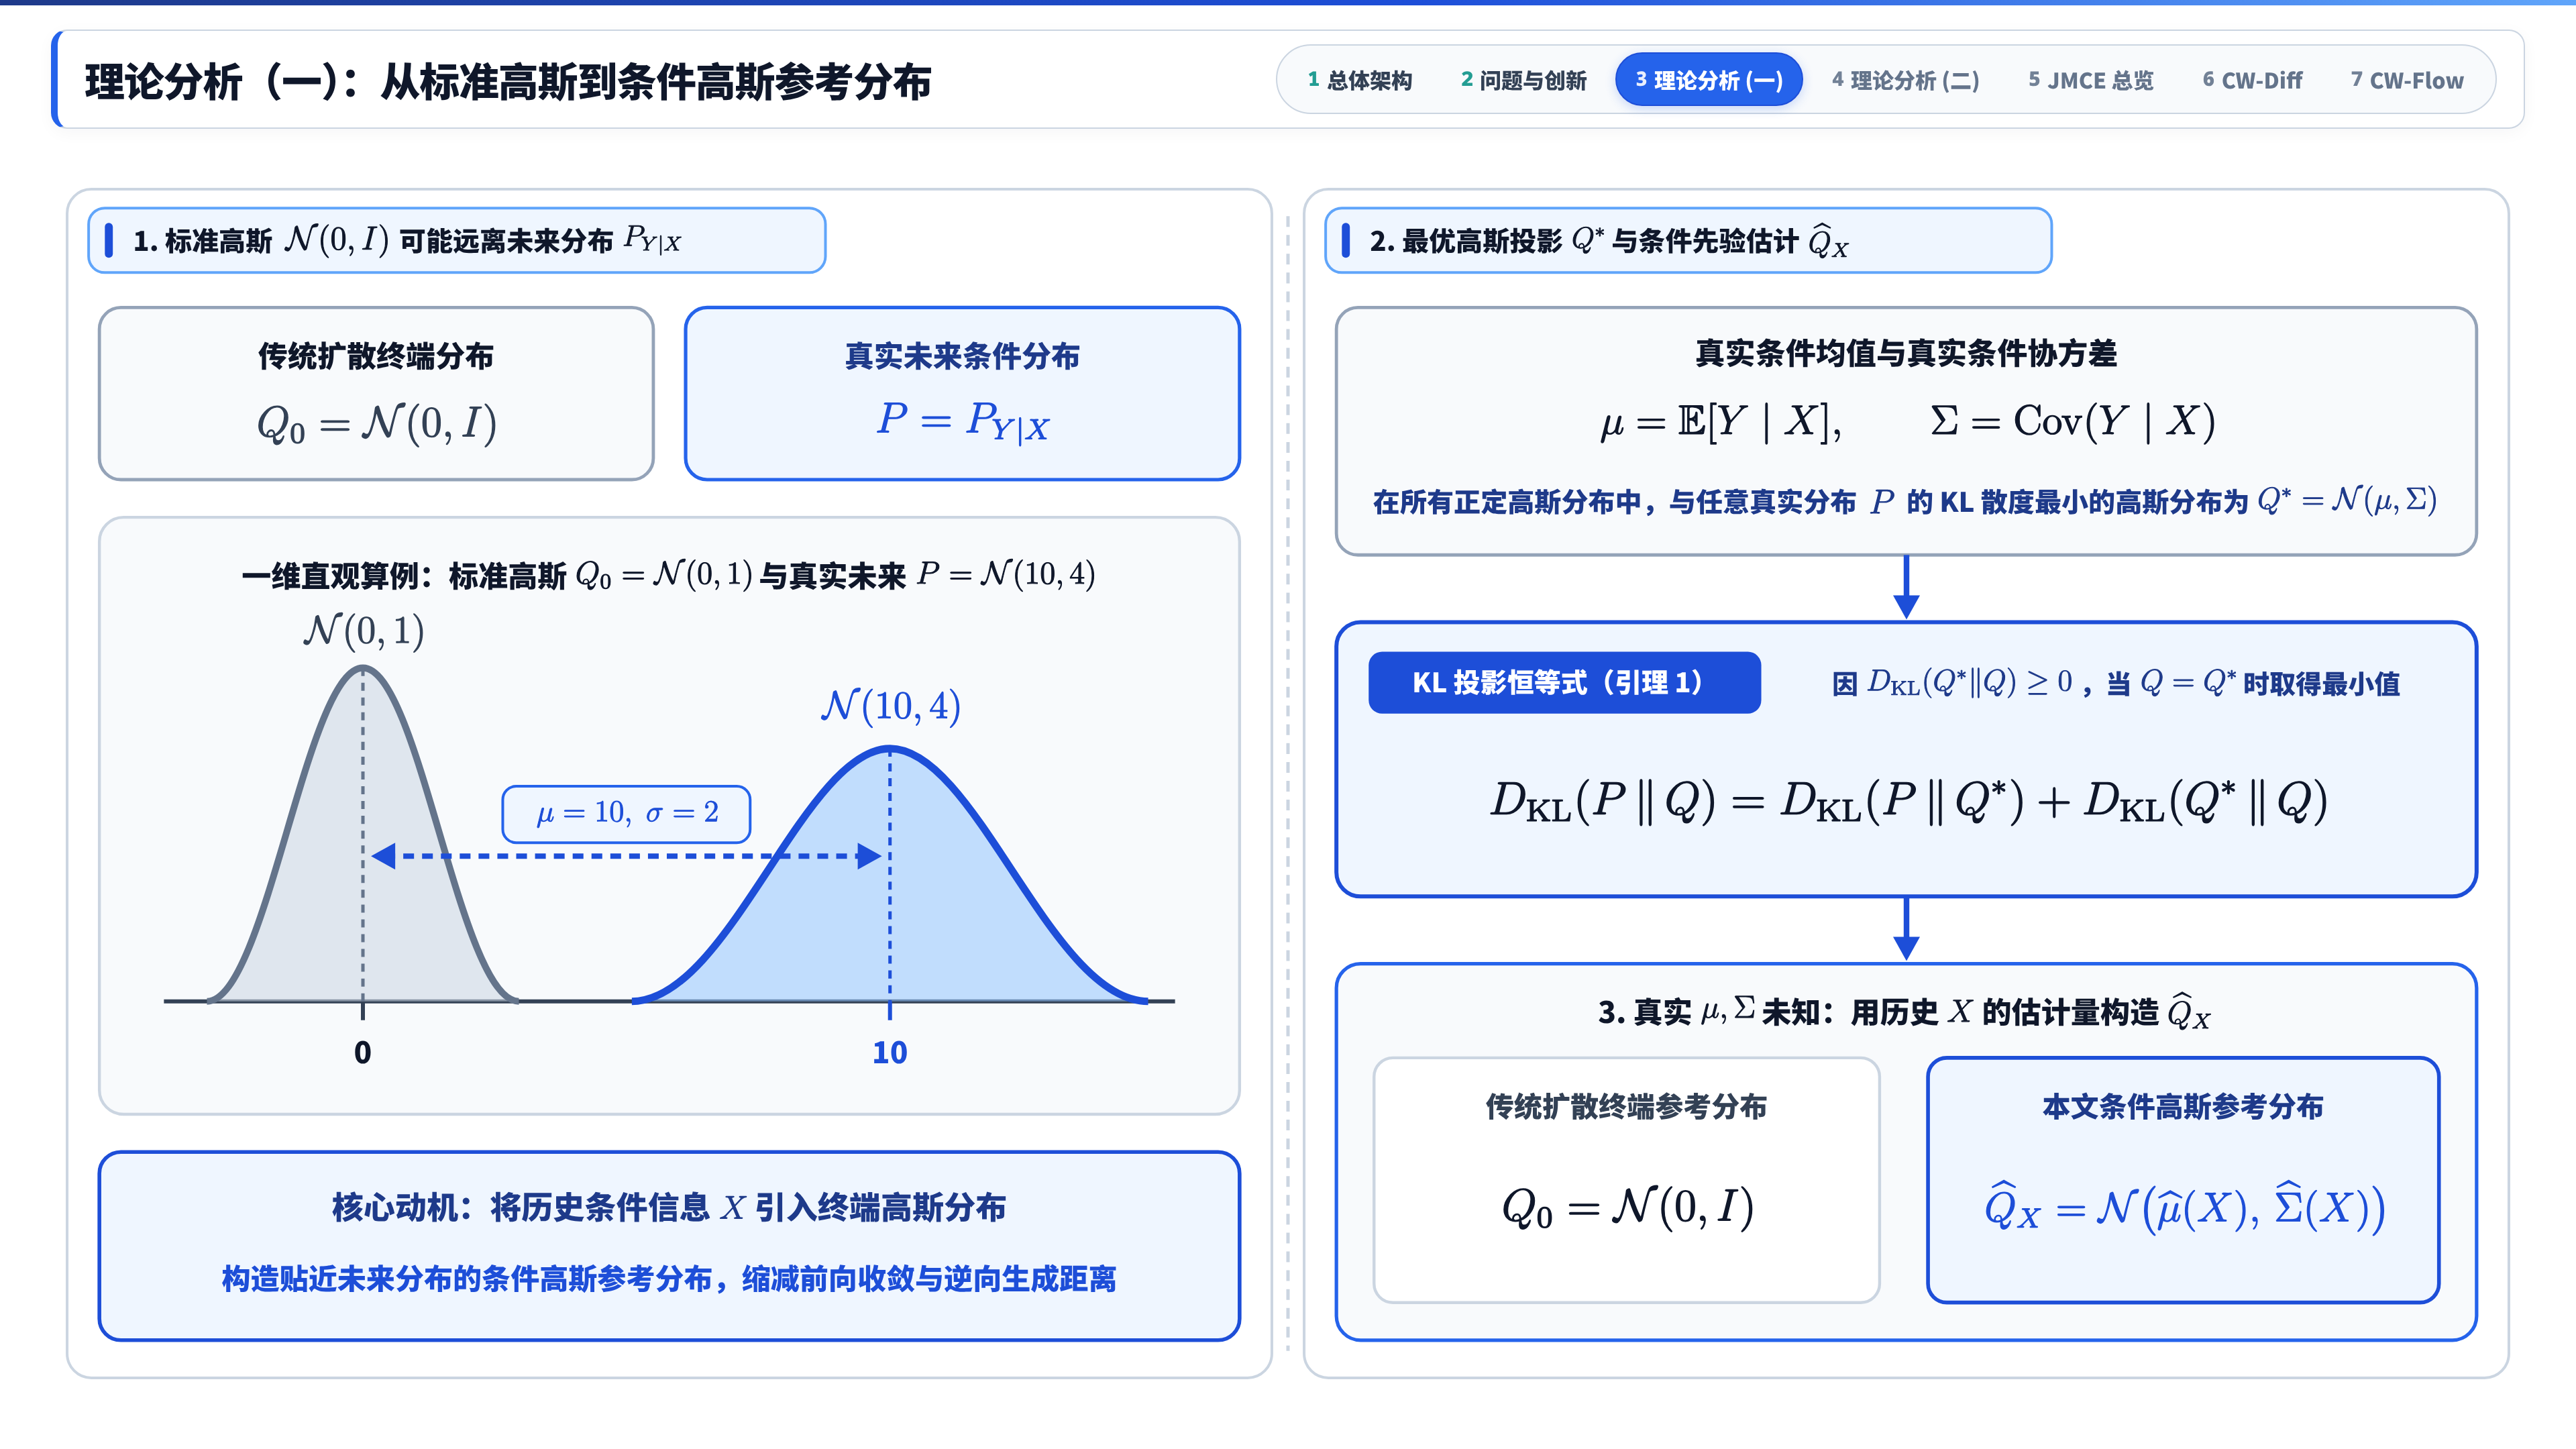 理论分析（一）：从标准高斯到条件高斯参考分布
1 总体架构
2 问题与创新
3 理论分析 (一)
4 理论分析 (二)
5 JMCE 总览
6 CW-Diff
7 CW-Flow
1. 标准高斯 𝒩(0, I) 可能远离未来分布 P_{Y|X}
传统扩散终端分布
Q₀ = 𝒩(0, I)
真实未来条件分布
P = P_{Y|X}
一维直观算例：标准高斯 Q₀ = 𝒩(0, 1) 与真实未来 P = 𝒩(10, 4)
𝒩(0, 1)
𝒩(10, 4)
μ = 10, σ = 2
0
10
核心动机：将历史条件信息 X 引入终端高斯分布
构造贴近未来分布的条件高斯参考分布，缩减前向收敛与逆向生成距离
2. 最优高斯投影 Q* 与条件先验估计 Q̂_X
真实条件均值与真实条件协方差
μ = 𝔼[Y | X], Σ = Cov(Y | X)
在所有正定高斯分布中，与任意真实分布 P 的 KL 散度最小的高斯分布为 Q* = 𝒩(μ, Σ)
KL 投影恒等式（引理 1）
因 D_{KL}(Q*∥Q) ≥ 0 ，当 Q = Q* 时取得最小值
D_{KL}(P ∥ Q) = D_{KL}(P ∥ Q*) + D_{KL}(Q* ∥ Q)
3. 真实 μ, Σ 未知：用历史 X 的估计量构造 Q̂_X
传统扩散终端参考分布
Q₀ = 𝒩(0, I)
本文条件高斯参考分布
Q̂_X = 𝒩(μ̂(X), Σ̂(X))